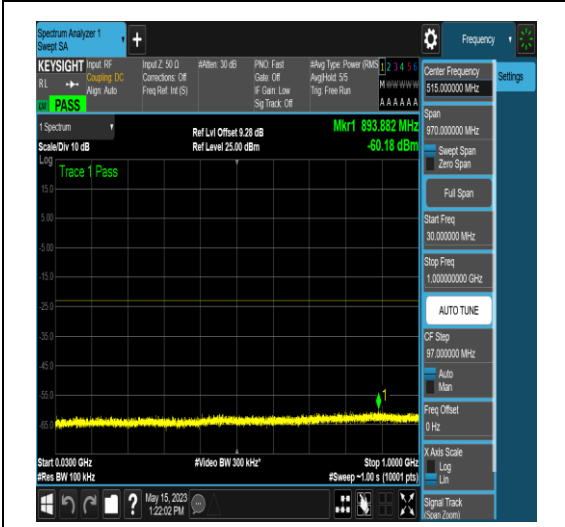 Spectrum Analyzer 1
Swept SA
Frequency
KEYSIGHT
RL
Input: RF
Coupling: DC
Align: Auto
Input Z: 50 Ω
Corrections: Off
Freq Ref: Int (S)
#Atten: 30 dB
PNO: Fast
Gate: Off
IF Gain: Low
Sig Track: Off
#Avg Type: Power (RMS
Avg|Hold: 5/5
Trig: Free Run
1 2 3 4 5 6
M W W W W W
A A A A A A
PASS
1 Spectrum
Scale/Div 10 dB
Ref Lvl Offset 9.28 dB
Ref Level 25.00 dBm
Mkr1 893.882 MHz
-60.18 dBm
Log
Trace 1 Pass
15.0
5.00
-5.00
-15.0
-25.0
-35.0
-45.0
-55.0
-65.0
1
Start 0.0300 GHz
#Res BW 100 kHz
#Video BW 300 kHz*
Stop 1.0000 GHz
#Sweep ~1.00 s (10001 pts)
May 15, 2023
1:22:02 PM
Center Frequency
515.000000 MHz
Settings
Span
970.000000 MHz
Swept Span
Zero Span
Full Span
Start Freq
30.000000 MHz
Stop Freq
1.000000000 GHz
AUTO TUNE
CF Step
97.000000 MHz
Auto
Man
Freq Offset
0 Hz
X Axis Scale
Log
Lin
Signal Track
(Span Zoom)